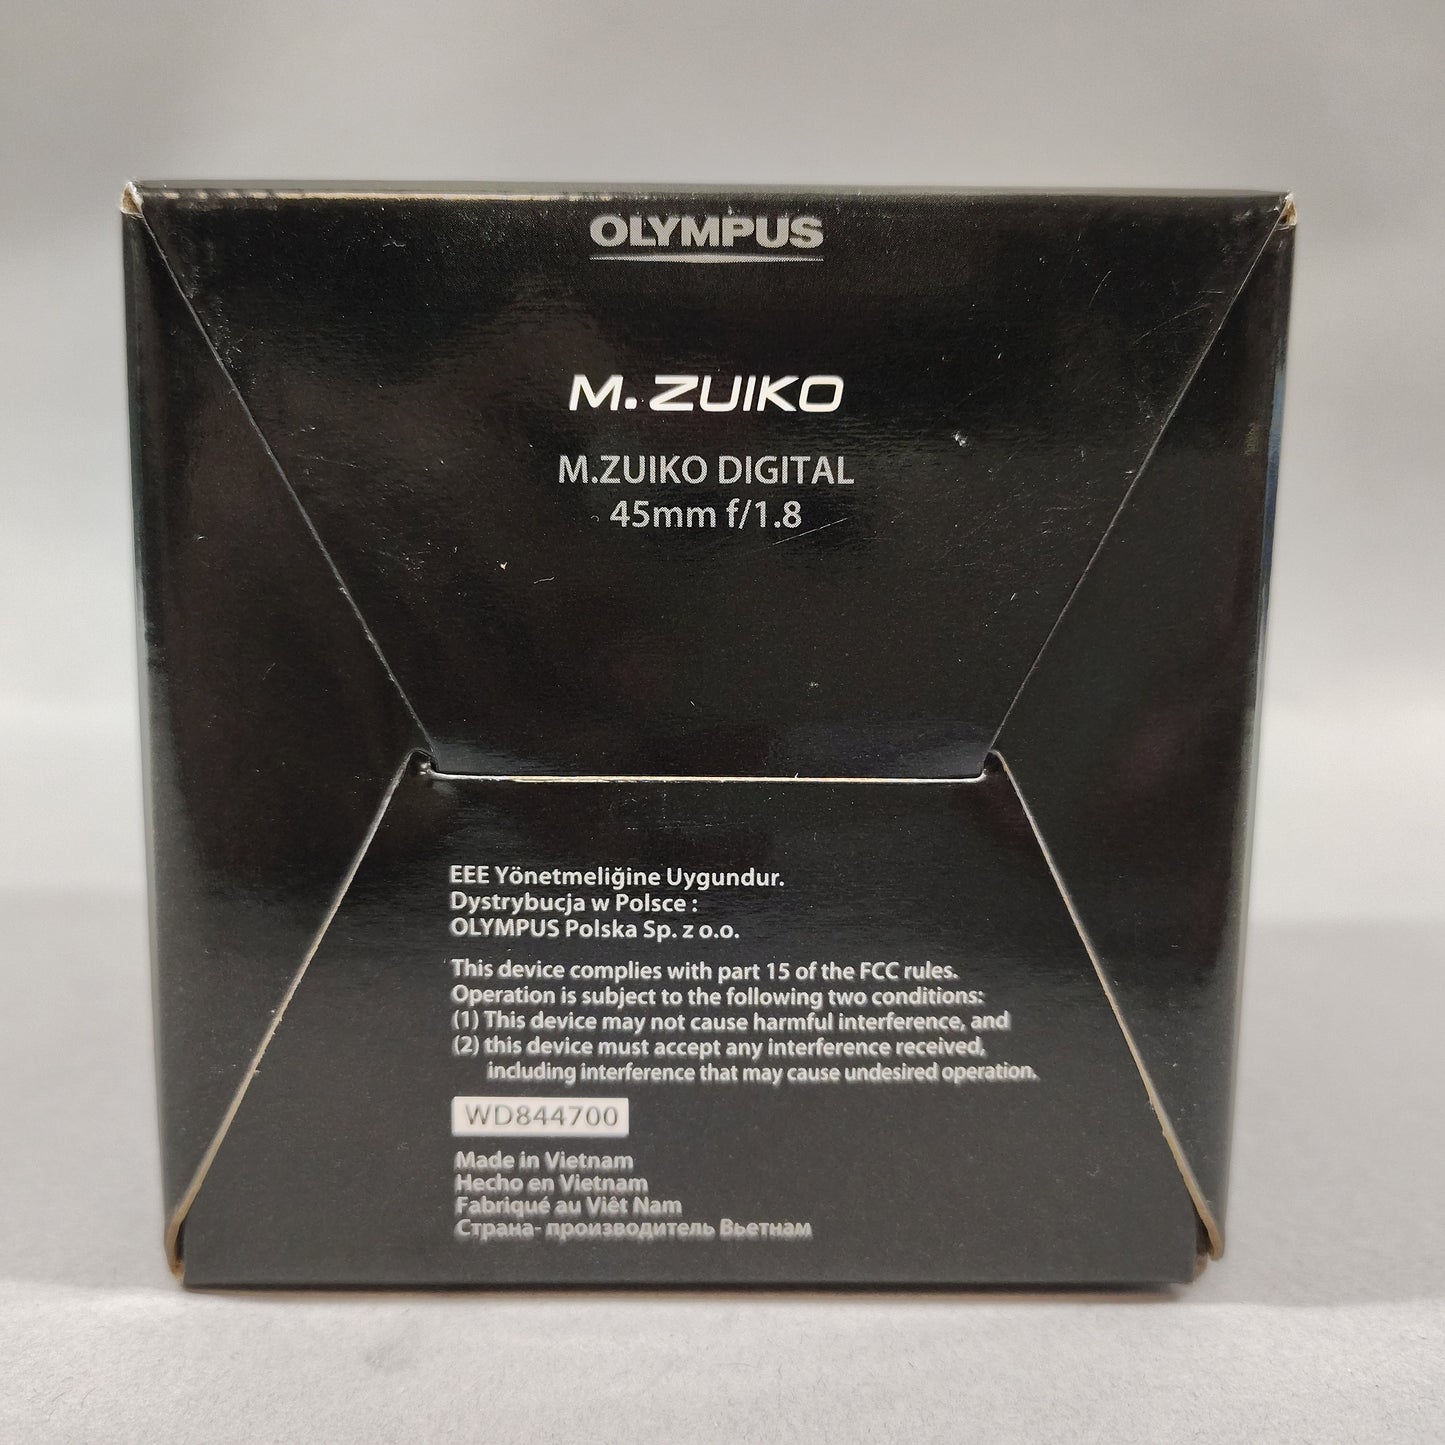 OLYMPUS
M.ZUIKO
M.ZUIKO DIGITAL
45mm f/1.8
EEE Yönetmeliğine Uygundur.
Dystrybucja w Polsce :
OLYMPUS Polska Sp. z o.o.
This device complies with part 15 of the FCC rules.
Operation is subject to the following two conditions:
(1) This device may not cause harmful interference, and
(2) this device must accept any interference received,
including interference that may cause undesired operation.
WD844700
Made in Vietnam
Hecho en Vietnam
Fabriqué au Viêt Nam
Страна- производитель Вьетнам